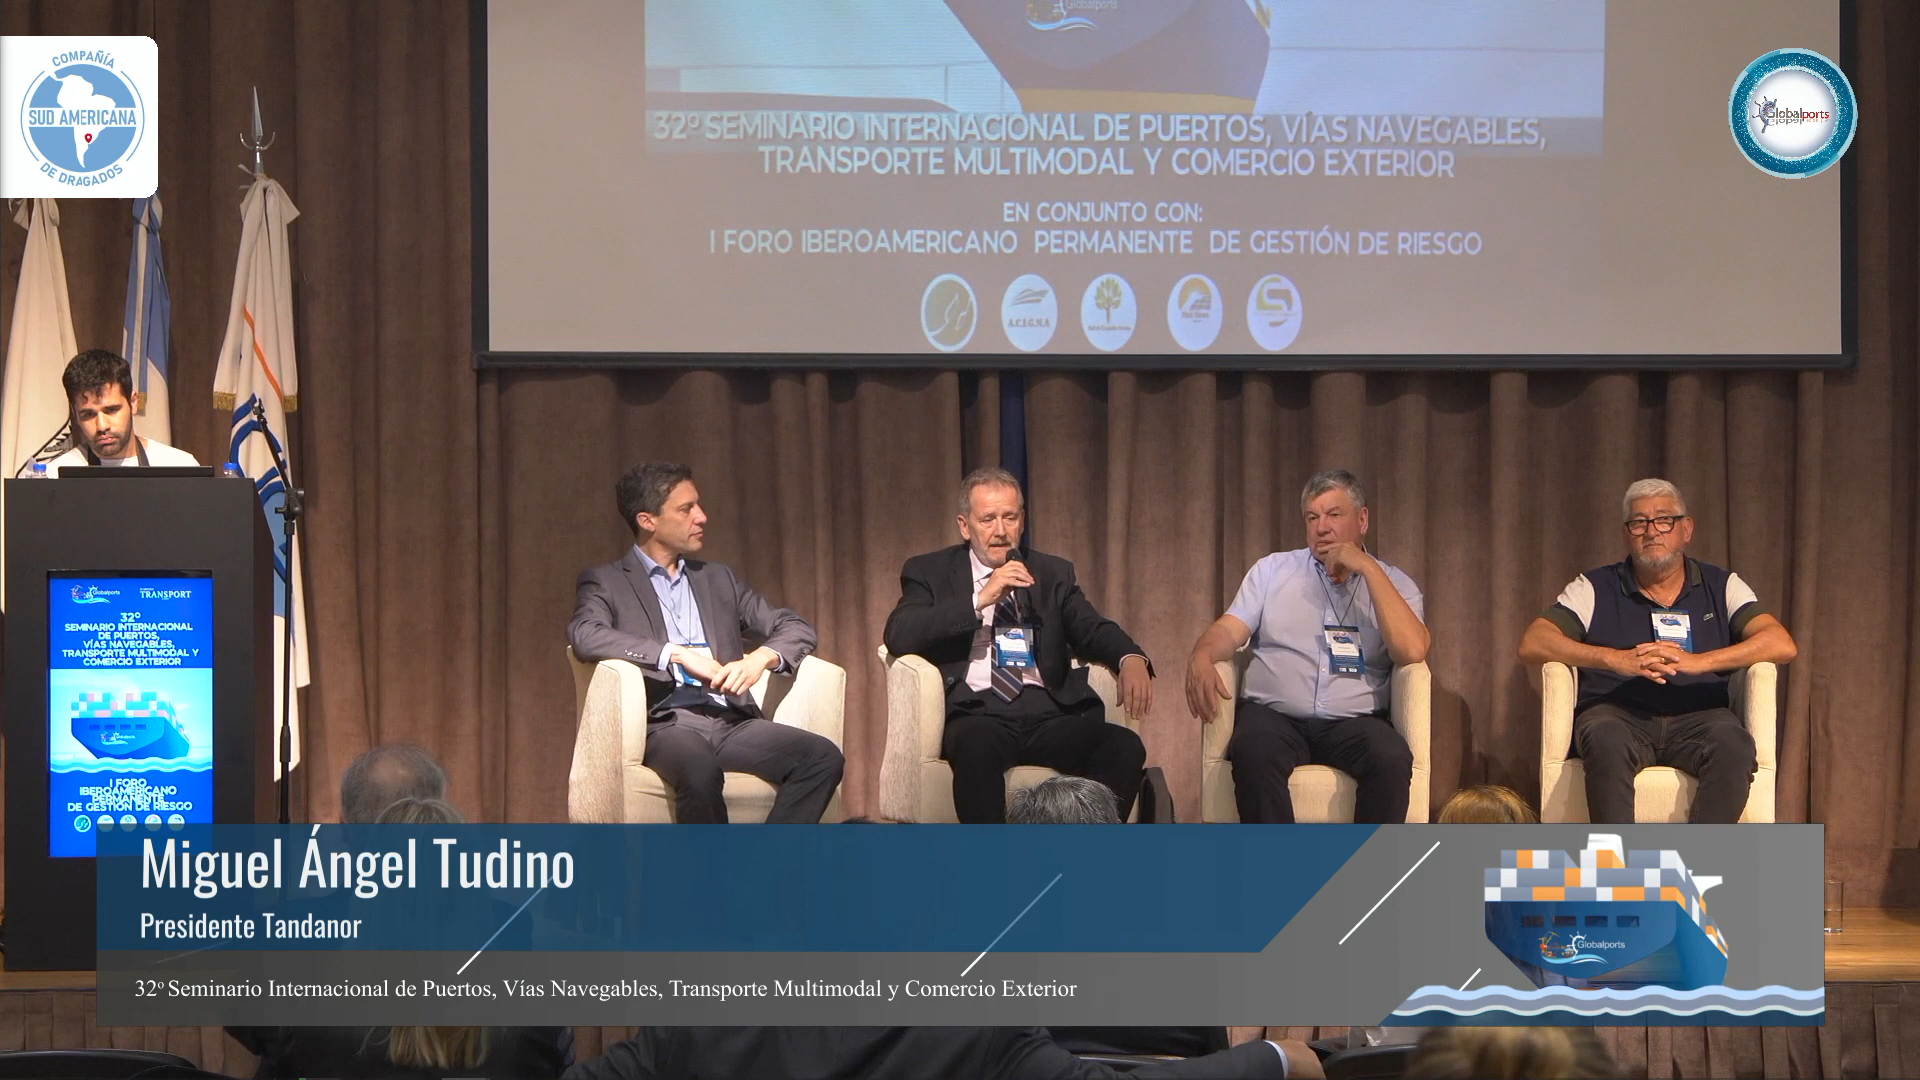 COMPAÑÍA
SUD AMERICANA
DE DRAGADOS
Globalports
Globalports
32º SEMINARIO INTERNACIONAL DE PUERTOS, VÍAS NAVEGABLES,
TRANSPORTE MULTIMODAL Y COMERCIO EXTERIOR
EN CONJUNTO CON:
I FORO IBEROAMERICANO PERMANENTE DE GESTIÓN DE RIESGO
A.C.I.G.N.A
Globalports
TRANSPORT
32º
SEMINARIO INTERNACIONAL
DE PUERTOS,
VÍAS NAVEGABLES,
TRANSPORTE MULTIMODAL Y
COMERCIO EXTERIOR
Globalports
I FORO
IBEROAMERICANO
PERMANENTE
DE GESTIÓN DE RIESGO
Miguel Ángel Tudino
Presidente Tandanor
32º Seminario Internacional de Puertos, Vías Navegables, Transporte Multimodal y Comercio Exterior
Globalports